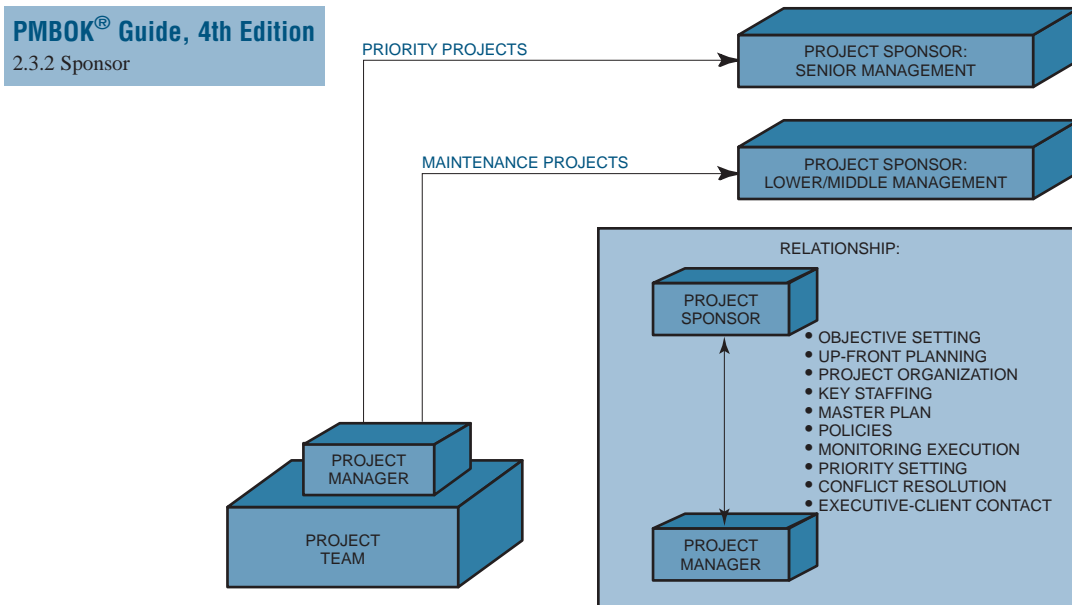 PMBOK® Guide, 4th Edition
2.3.2 Sponsor
PRIORITY PROJECTS
PROJECT SPONSOR:
SENIOR MANAGEMENT
MAINTENANCE PROJECTS
PROJECT SPONSOR:
LOWER/MIDDLE MANAGEMENT
RELATIONSHIP:
PROJECT
SPONSOR
• OBJECTIVE SETTING
• UP-FRONT PLANNING
• PROJECT ORGANIZATION
• KEY STAFFING
• MASTER PLAN
• POLICIES
• MONITORING EXECUTION
• PRIORITY SETTING
• CONFLICT RESOLUTION
• EXECUTIVE-CLIENT CONTACT
PROJECT
MANAGER
PROJECT
MANAGER
PROJECT
TEAM